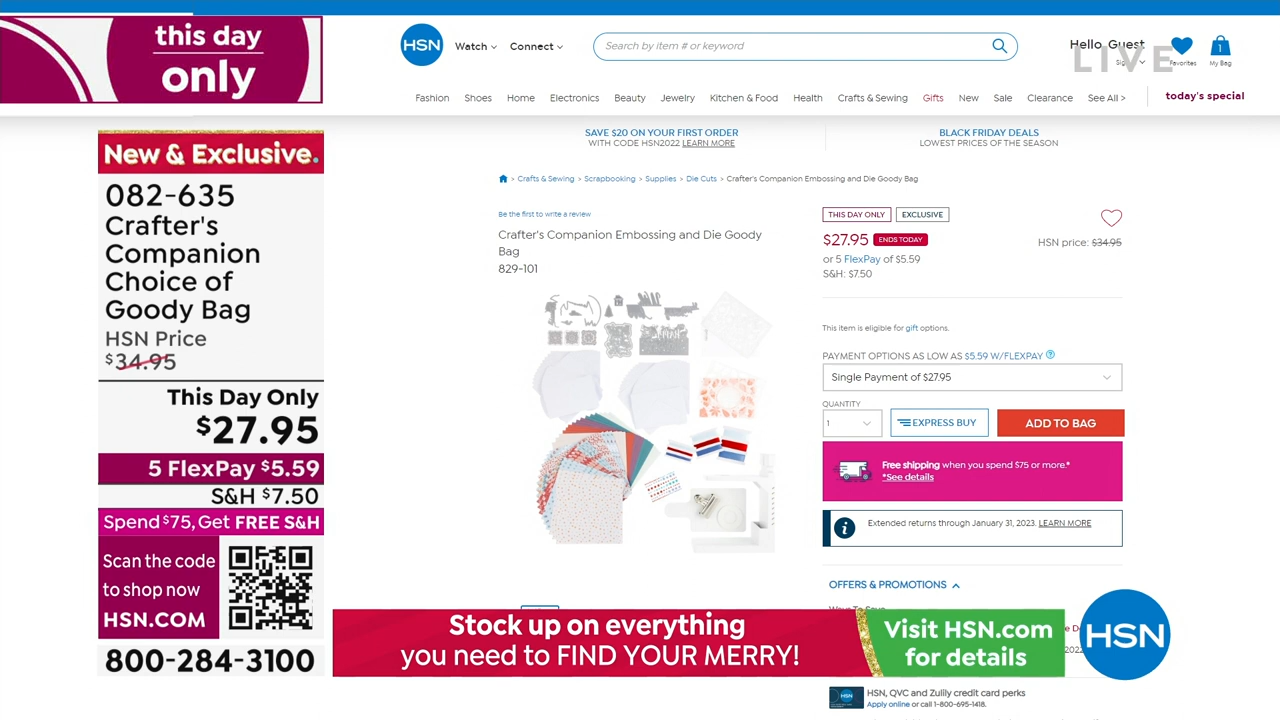 this day
only
New & Exclusive.
082-635
Crafter's
Companion
Choice of
Goody Bag
HSN Price
$34.95
This Day Only
$27.95
5 FlexPay $5.59
S&H $7.50
Spend $75, Get FREE S&H
Scan the code
to shop now
HSN.COM
800-284-3100
HSN
Watch
Connect
Search by item # or keyword
Hello, Guest
LIVE
Favorites
1
My Bag
Fashion Shoes Home Electronics Beauty Jewelry Kitchen & Food Health Crafts & Sewing Gifts New Sale Clearance See All >
today's special
SAVE $20 ON YOUR FIRST ORDER
WITH CODE HSN2022 LEARN MORE
BLACK FRIDAY DEALS
LOWEST PRICES OF THE SEASON
> Crafts & Sewing > Scrapbooking > Supplies > Die Cuts > Crafter's Companion Embossing and Die Goody Bag
Be the first to write a review
Crafter's Companion Embossing and Die Goody
Bag
829-101
THIS DAY ONLY EXCLUSIVE
$27.95 ENDS TODAY
HSN price: $34.95
or 5 FlexPay of $5.59
S&H: $7.50
This item is eligible for gift options.
PAYMENT OPTIONS AS LOW AS $5.59 W/FLEXPAY ?
Single Payment of $27.95
QUANTITY
1
EXPRESS BUY
ADD TO BAG
Free shipping when you spend $75 or more.*
*See details
Extended returns through January 31, 2023. LEARN MORE
OFFERS & PROMOTIONS
Stock up on everything
you need to FIND YOUR MERRY!
Visit HSN.com
for details
HSN
HSN, QVC and Zulily credit card perks
Apply online or call 1-800-695-1418.